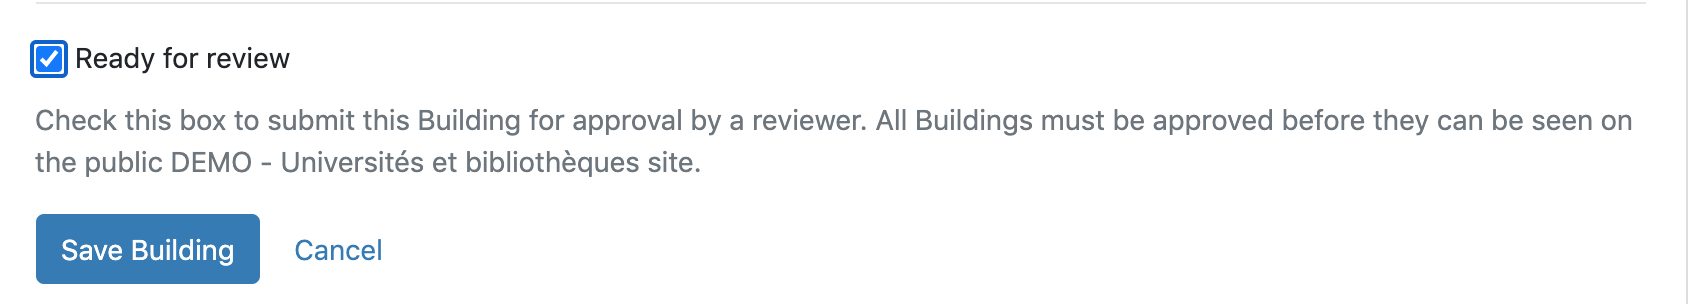 Ready for review
Check this box to submit this Building for approval by a reviewer. All Buildings must be approved before they can be seen on
the public DEMO - Universités et bibliothèques site.
Save Building Cancel